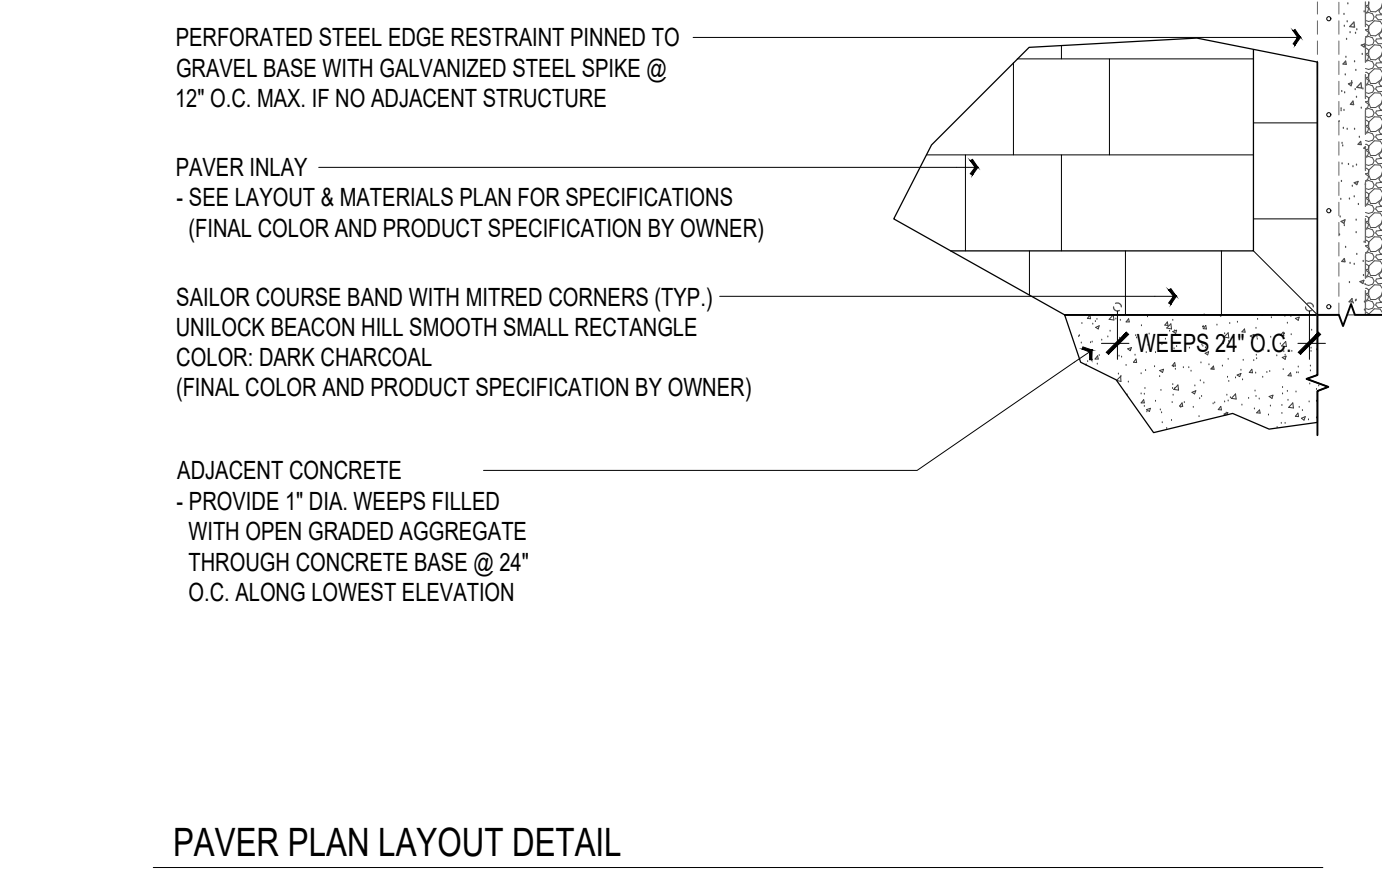 PERFORATED STEEL EDGE RESTRAINT PINNED TO
GRAVEL BASE WITH GALVANIZED STEEL SPIKE @
12" O.C. MAX. IF NO ADJACENT STRUCTURE
PAVER INLAY
- SEE LAYOUT & MATERIALS PLAN FOR SPECIFICATIONS
(FINAL COLOR AND PRODUCT SPECIFICATION BY OWNER)
SAILOR COURSE BAND WITH MITRED CORNERS (TYP.)
UNILOCK BEACON HILL SMOOTH SMALL RECTANGLE
COLOR: DARK CHARCOAL
(FINAL COLOR AND PRODUCT SPECIFICATION BY OWNER)
WEEPS 24" O.C.
ADJACENT CONCRETE
- PROVIDE 1" DIA. WEEPS FILLED
WITH OPEN GRADED AGGREGATE
THROUGH CONCRETE BASE @ 24"
O.C. ALONG LOWEST ELEVATION
PAVER PLAN LAYOUT DETAIL